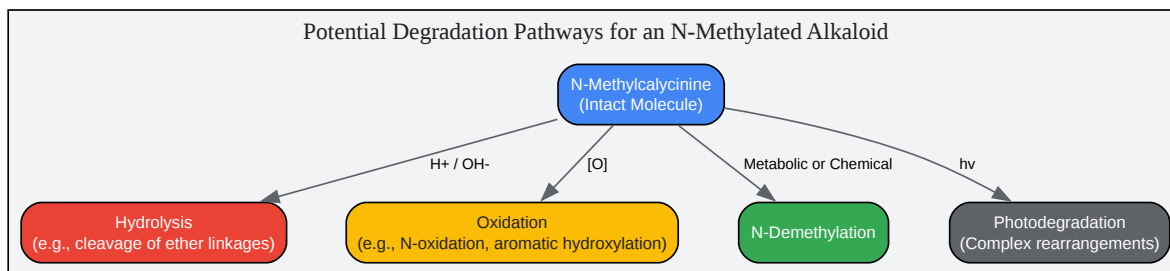 Potential Degradation Pathways for an N-Methylated Alkaloid
N-Methylcalycinine
(Intact Molecule)
H+ / OH-
[O]
Metabolic or Chemical
hv
Hydrolysis
(e.g., cleavage of ether linkages)
Oxidation
(e.g., N-oxidation, aromatic hydroxylation)
N-Demethylation
Photodegradation
(Complex rearrangements)